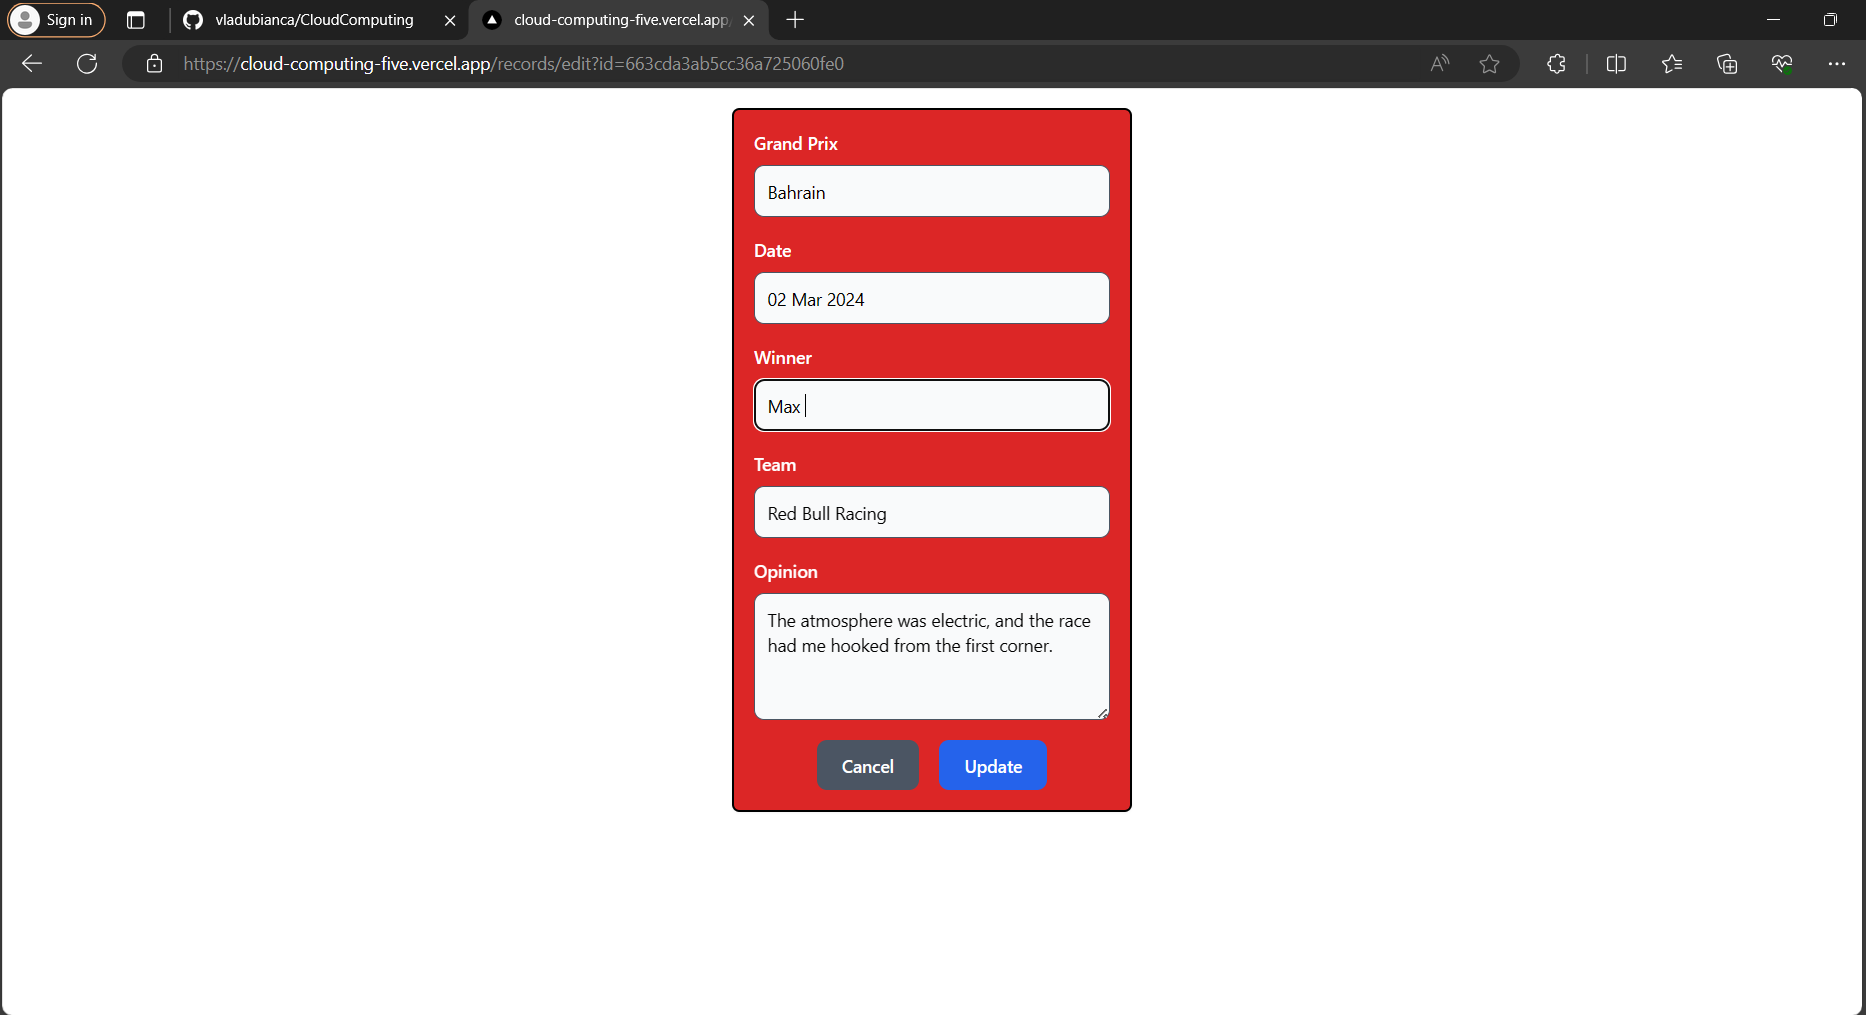 Sign in
vladubianca/CloudComputing
cloud-computing-five.vercel.app/
https://cloud-computing-five.vercel.app/records/edit?id=663cda3ab5cc36a725060fe0
Grand Prix
Bahrain
Date
02 Mar 2024
Winner
Max
Team
Red Bull Racing
Opinion
The atmosphere was electric, and the race
had me hooked from the first corner.
Cancel
Update